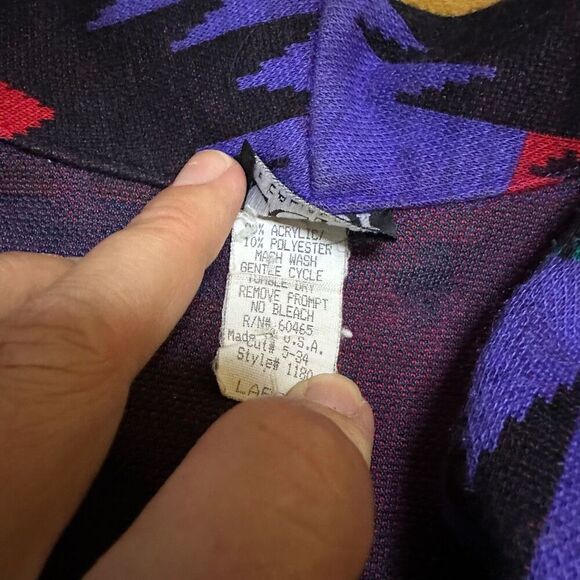 % ACRYLIC/
10% POLYESTER
MACH WASH
GENTLE CYCLE
TUMBLE DRY
REMOVE PROMPT
NO BLEACH
R/N# 60465
Made U.S.A.
Cut# 5-34
Style# 1180